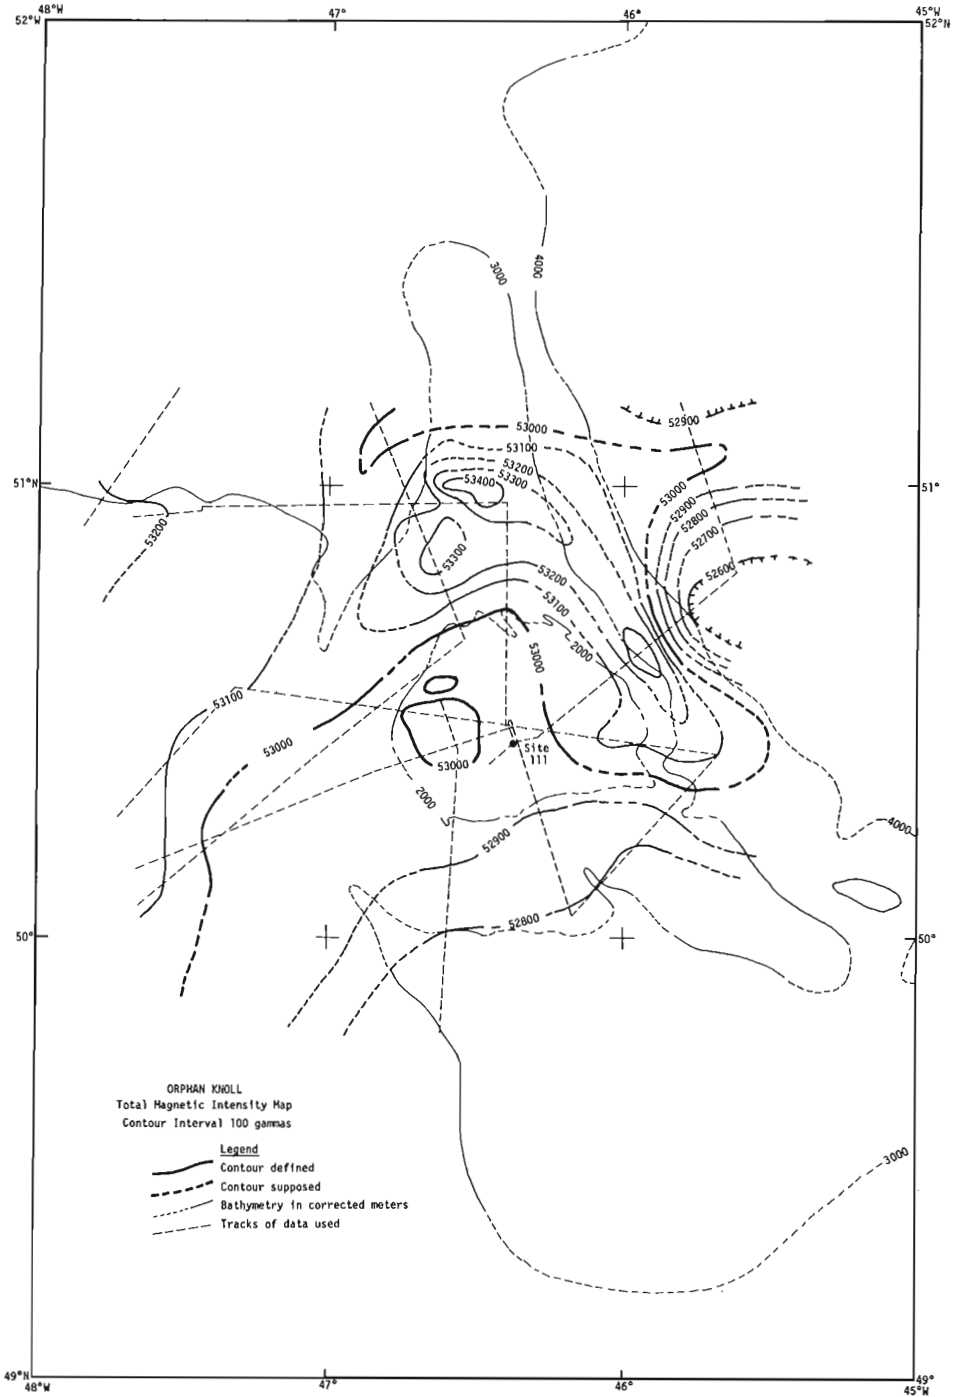 48°W
47°
46°
45°W
52°W
52°N
3000
4000
52900
53000
53100
53200
53300
53400
51°N
51°
53000
52900
52800
52700
52600
53200
53300
53200
53100
2000
53000
53100
53000
53000
Site
111
2000
52900
4000
52800
50°
50°
ORPHAN KNOLL
Total Magnetic Intensity Map
Contour Interval 100 gammas
Legend
Contour defined
Contour supposed
Bathymetry in corrected meters
Tracks of data used
3000
49°N
49°
48°W
47°
46°
45°W